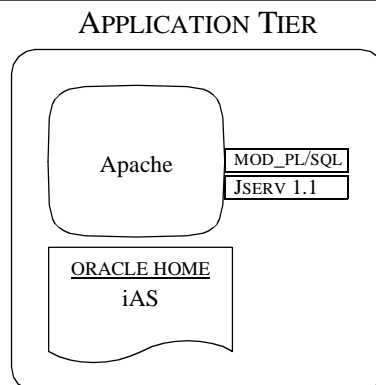 APPLICATION TIER
Apache
MOD_PL/SQL
JSERV 1.1
ORACLE HOME
iAS